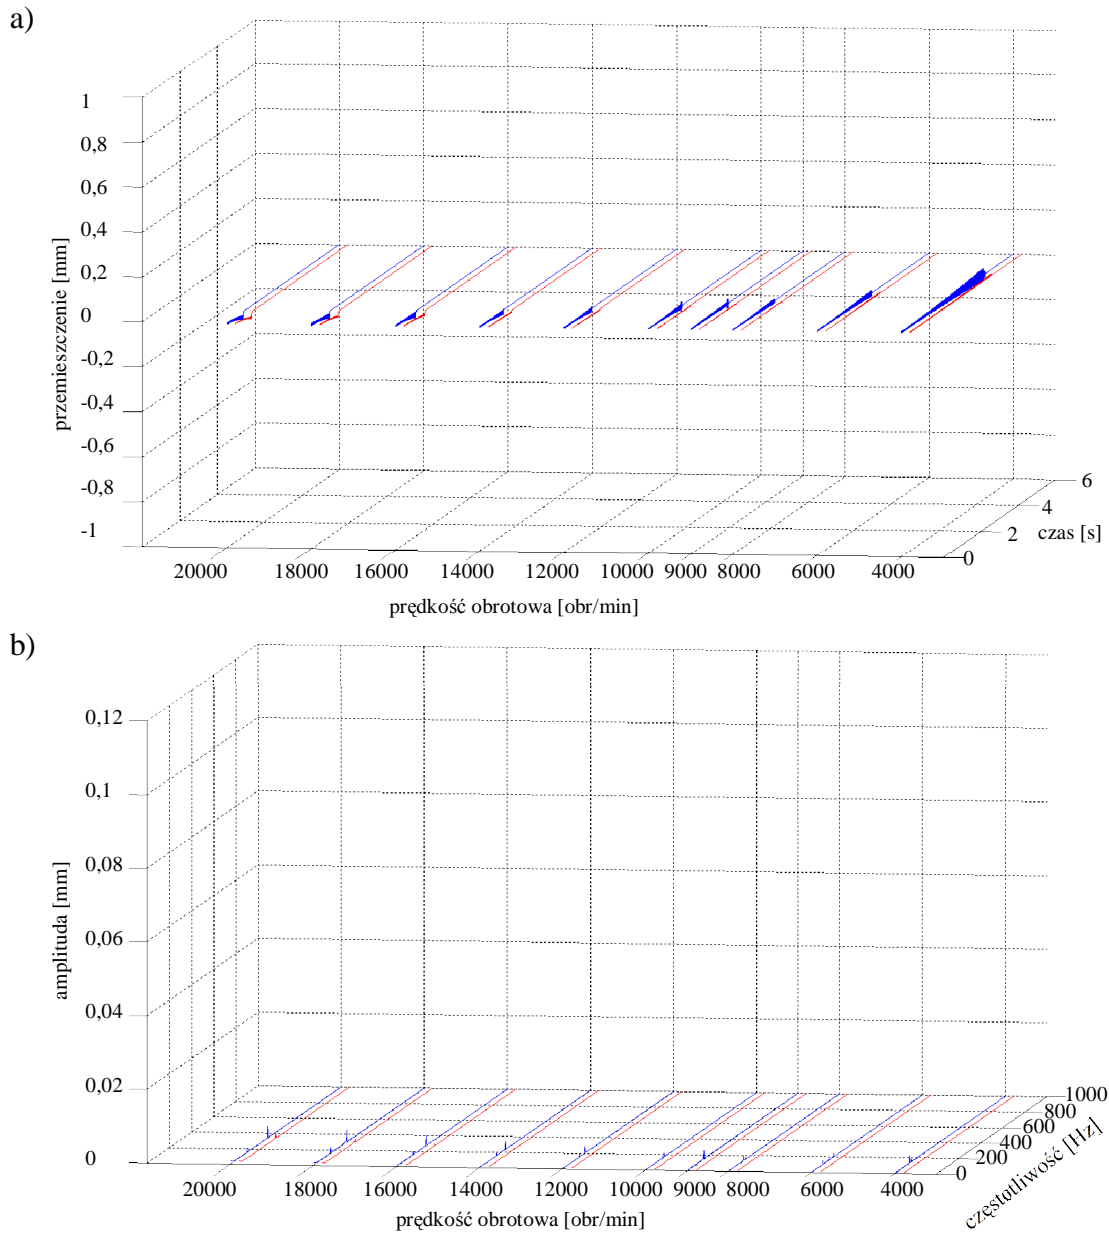 a)
1
0,8
0,6
0,4
0,2
0
-0,2
-0,4
-0,6
-0,8
-1
przemieszczenie [mm]
20000 18000 16000 14000 12000 10000 9000 8000 6000 4000
prędkość obrotowa [obr/min]
0
2
4
6
czas [s]
b)
0,12
0,1
0,08
0,06
0,04
0,02
0
amplituda [mm]
20000 18000 16000 14000 12000 10000 9000 8000 6000 4000
prędkość obrotowa [obr/min]
0
200
400
600
800
1000
częstotliwość [Hz]